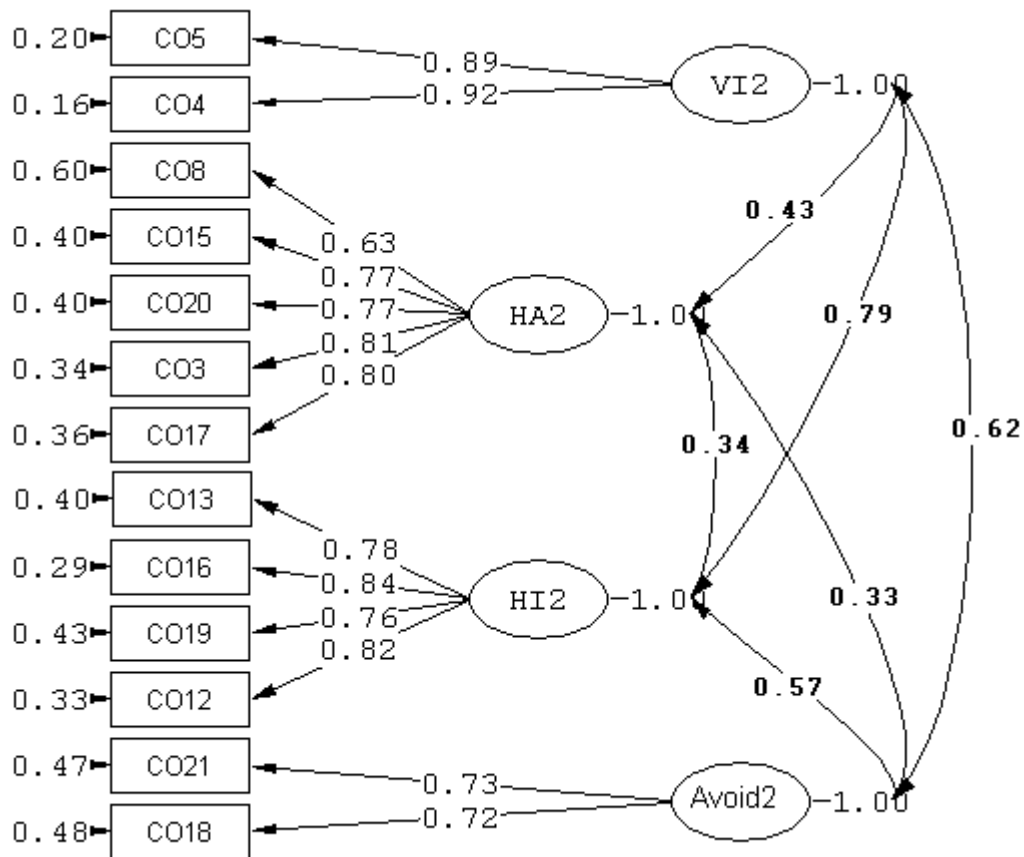 0.20 CO5
0.89 VI2 1.00
0.92
0.16 CO4
0.60 CO8
0.43
0.40 CO15 0.63
0.77
0.40 CO20 0.77 HA2 1.00 0.79
0.81
0.34 CO3 0.80
0.36 CO17 0.34 0.62
0.40 CO13
0.78
0.29 CO16 0.84
0.76 HI2 1.00 0.33
0.43 CO19 0.82
0.33 CO12 0.57
0.47 CO21
0.73 Avoid2 1.00
0.72
0.48 CO18